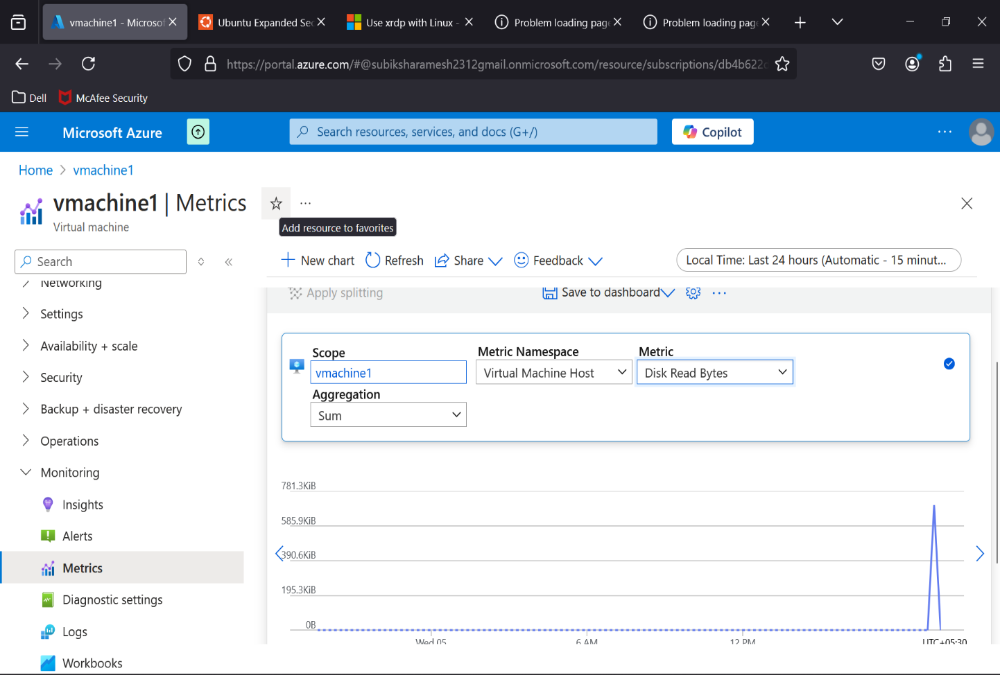 vmachine1 - Microsof
Ubuntu Expanded Sec
Use xrdp with Linux -
Problem loading page
Problem loading page
https://portal.azure.com/#@subiksharamesh2312gmail.onmicrosoft.com/resource/subscriptions/db4b622c
Dell
McAfee Security
Microsoft Azure
Search resources, services, and docs (G+/)
Copilot
Home > vmachine1
vmachine1 | Metrics
Virtual machine
Add resource to favorites
Search
New chart
Refresh
Share
Feedback
Local Time: Last 24 hours (Automatic - 15 minut...
Networking
Settings
Availability + scale
Security
Backup + disaster recovery
Operations
Monitoring
Insights
Alerts
Metrics
Diagnostic settings
Logs
Workbooks
Apply splitting
Save to dashboard
Scope
vmachine1
Metric Namespace
Virtual Machine Host
Metric
Disk Read Bytes
Aggregation
Sum
781.3KiB
585.9KiB
390.6KiB
195.3KiB
0B
Wed 05
6 AM
12 PM
UTC+05:30